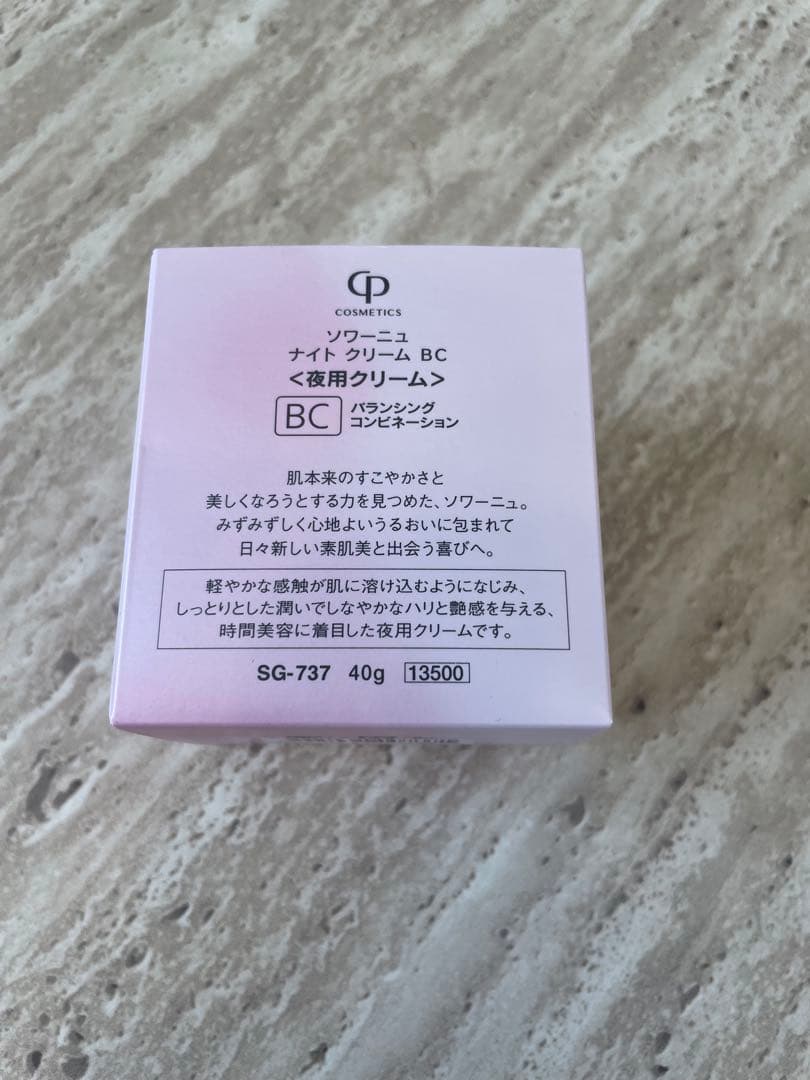 CP
COSMETICS
ソワーニュ
ナイト クリーム BC
<夜用クリーム>
BC バランシング
コンビネーション
肌本来のすこやかさと
美しくなろうとする力を見つめた、ソワーニュ。
みずみずしく心地よいうるおいに包まれて
日々新しい素肌美と出会う喜びへ。
軽やかな感触が肌に溶け込むようになじみ、
しっとりとした潤いでしなやかなハリと艶感を与える、
時間美容に着目した夜用クリームです。
SG-737 40g 13500